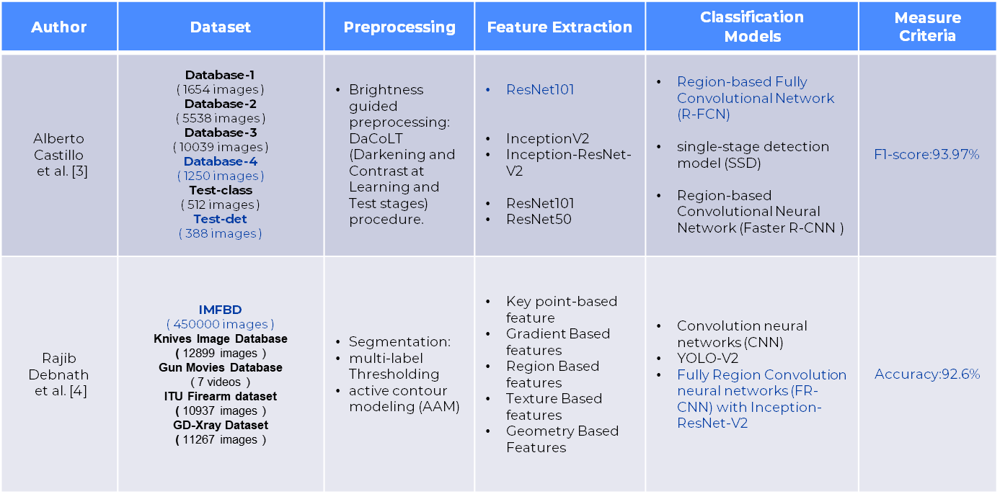 Author
Dataset
Preprocessing
Feature Extraction
Classification
Models
Measure
Criteria
Alberto
Castillo
et al. [3]
Database-1
( 1654 images )
Database-2
( 5538 images )
Database-3
( 10039 images )
Database-4
( 1250 images )
Test-class
( 512 images )
Test-det
( 388 images )
• Brightness
guided
preprocessing:
DaCoLT
(Darkening and
Contrast at
Learning and
Test stages)
procedure.
• ResNet101
• InceptionV2
• Inception-ResNet-
V2
• ResNet101
• ResNet50
• Region-based Fully
Convolutional Network
(R-FCN)
• single-stage detection
model (SSD)
• Region-based
Convolutional Neural
Network (Faster R-CNN )
F1-score:93.97%
Rajib
Debnath
et al. [4]
IMFBD
( 450000 images )
Knives Image Database
( 12899 images )
Gun Movies Database
( 7 videos )
ITU Firearm dataset
( 10937 images )
GD-Xray Dataset
( 11267 images )
• Segmentation:
• multi-label
Thresholding
• active contour
modeling (AAM)
• Key point-based
feature
• Gradient Based
features
• Region Based
features
• Texture Based
features
• Geometry Based
Features
• Convolution neural
networks (CNN)
• YOLO-V2
• Fully Region Convolution
neural networks (FR-
CNN) with Inception-
ResNet-V2
Accuracy:92.6%